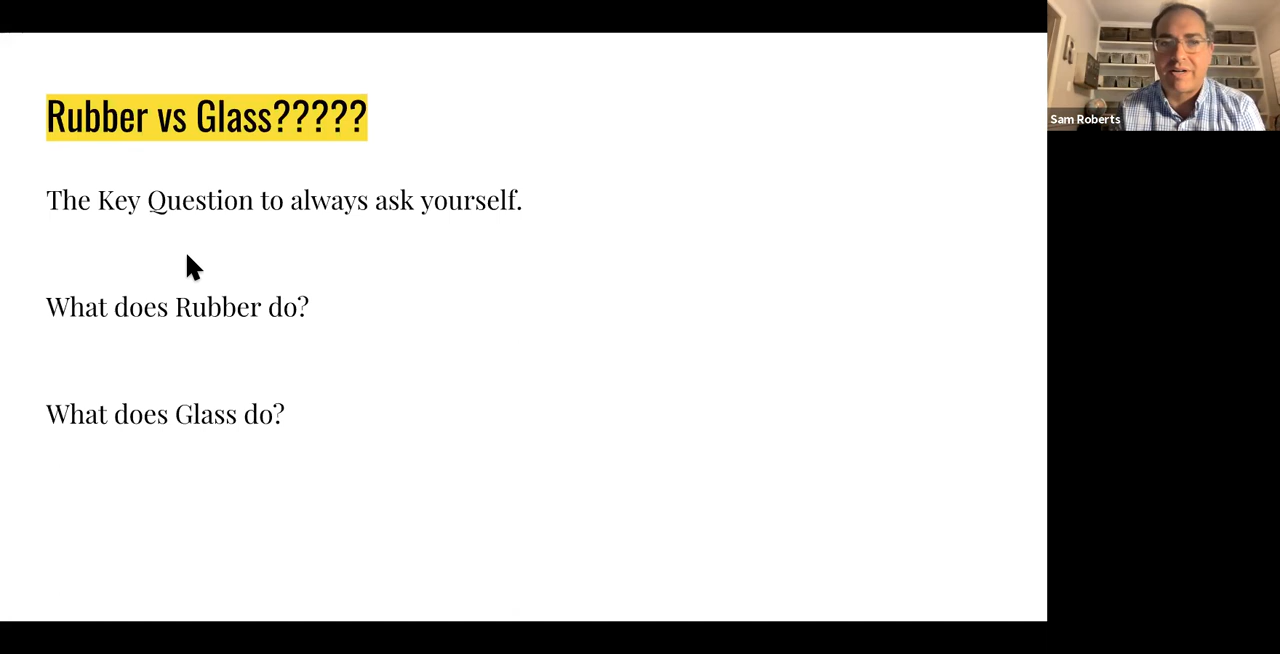 Rubber vs Glass?????
The Key Question to always ask yourself.
What does Rubber do?
What does Glass do?
Sam Roberts